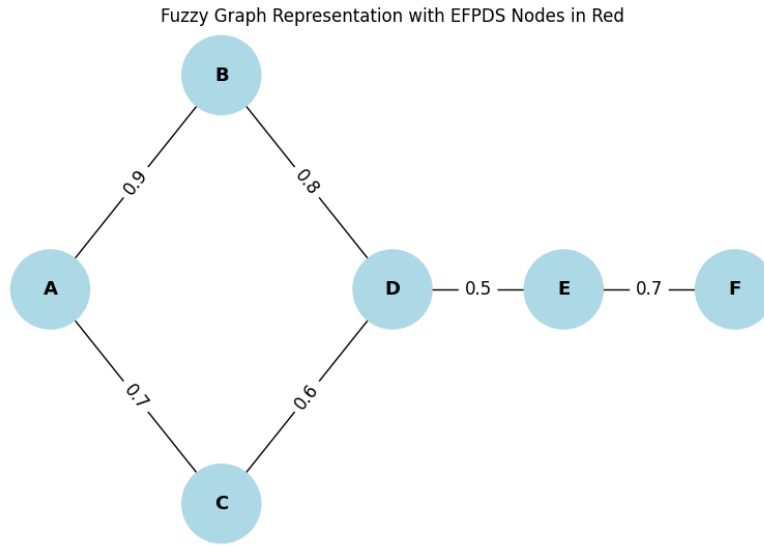 Fuzzy Graph Representation with EFPDS Nodes in Red
B
0.9
0.8
A
D
0.5
E
0.7
F
0.7
0.6
C